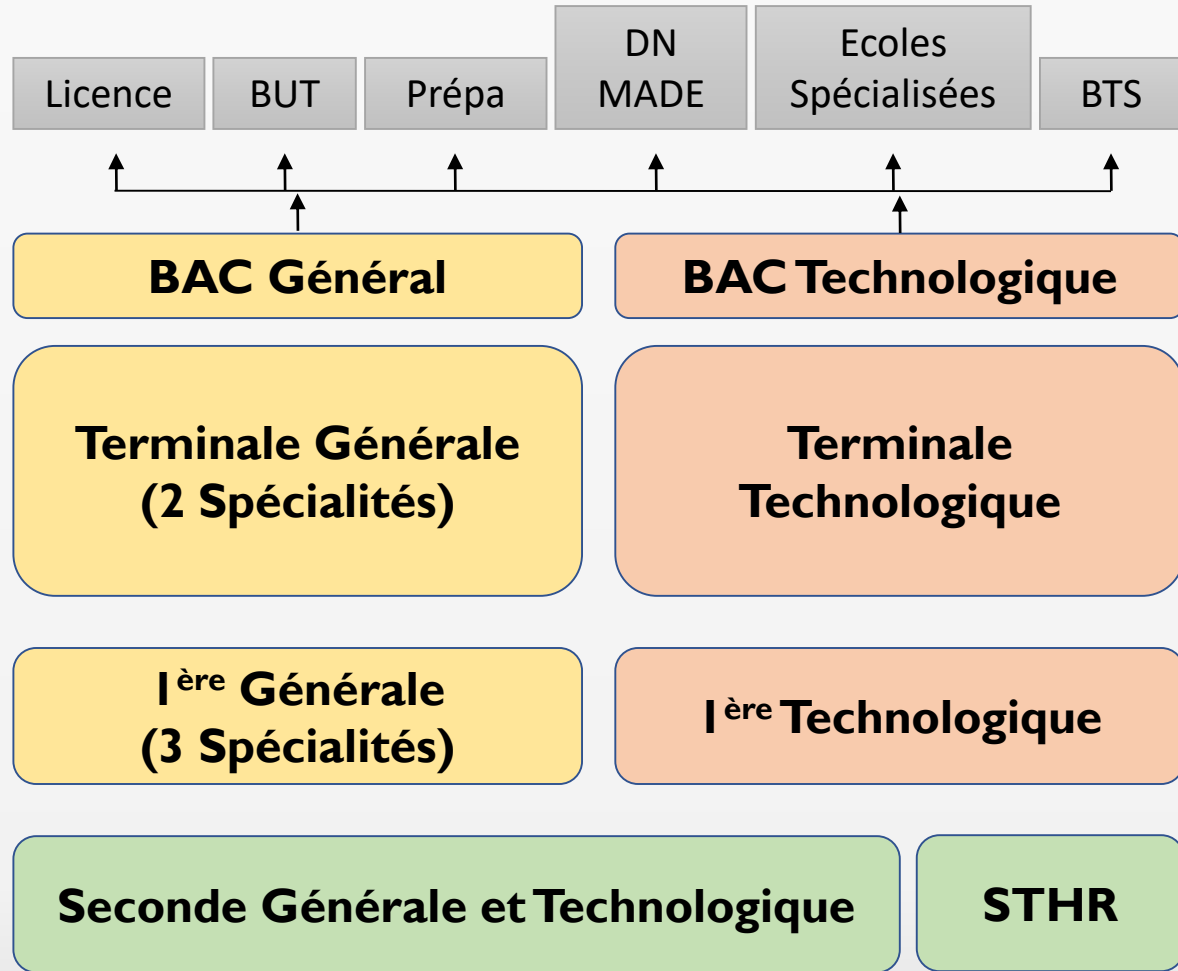 Licence
BUT
Prépa
DN
MADE
Ecoles
Spécialisées
BTS
BAC Général
BAC Technologique
Terminale Générale
(2 Spécialités)
Terminale
Technologique
1ère Générale
(3 Spécialités)
1ère Technologique
Seconde Générale et Technologique
STHR